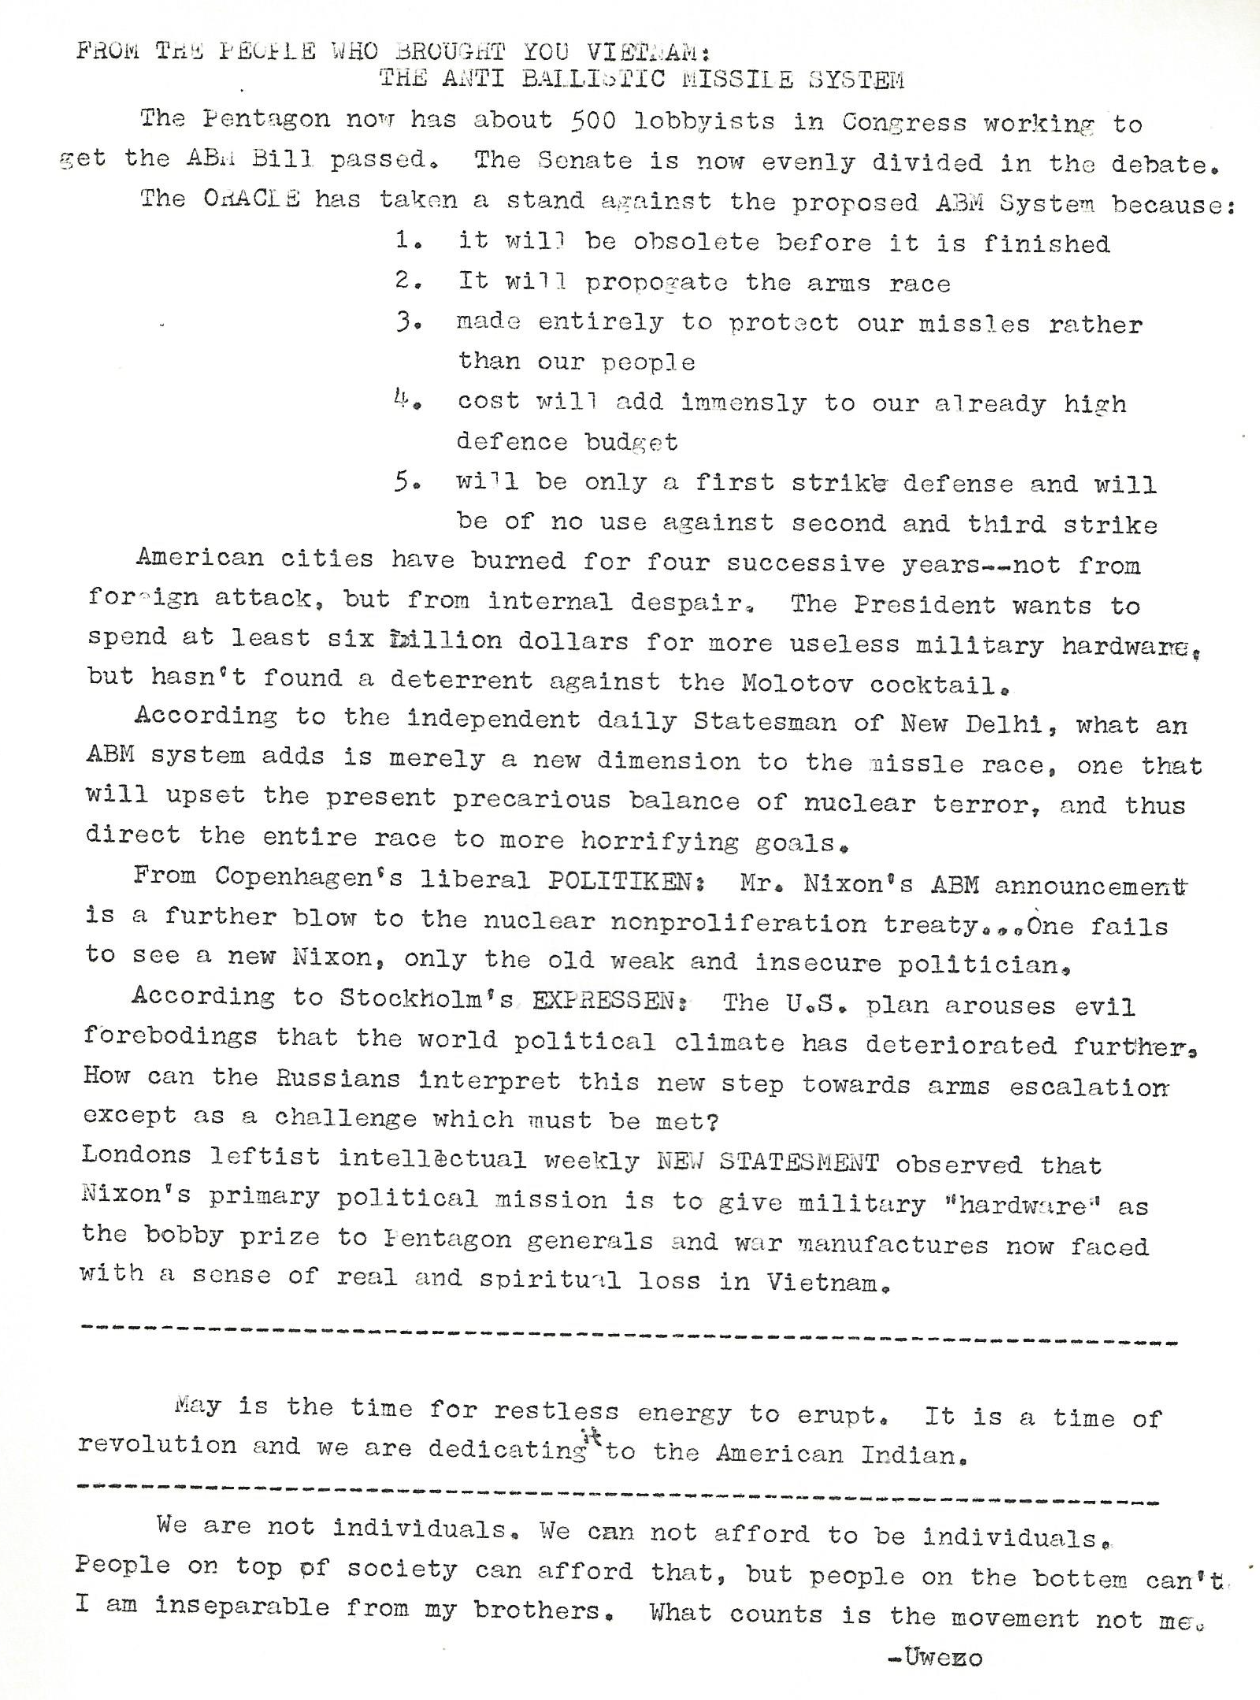 FROM THE PEOPLE WHO BROUGHT YOU VIETNAM:
THE ANTI BALLISTIC MISSILE SYSTEM
The Pentagon now has about 500 lobbyists in Congress working to
get the ABM Bill passed. The Senate is now evenly divided in the debate.
The ORACLE has taken a stand against the proposed ABM System because:
1. it will be obsolete before it is finished
2. It will propogate the arms race
3. made entirely to protect our missles rather
than our people
4. cost will add immensly to our already high
defence budget
5. will be only a first strike defense and will
be of no use against second and third strike
American cities have burned for four successive years--not from
foreign attack, but from internal despair. The President wants to
spend at least six billion dollars for more useless military hardware,
but hasn't found a deterrent against the Molotov cocktail.
According to the independent daily Statesman of New Delhi, what an
ABM system adds is merely a new dimension to the missle race, one that
will upset the present precarious balance of nuclear terror, and thus
direct the entire race to more horrifying goals.
From Copenhagen's liberal POLITIKEN: Mr. Nixon's ABM announcement
is a further blow to the nuclear nonproliferation treaty....One fails
to see a new Nixon, only the old weak and insecure politician.
According to Stockholm's EXPRESSEN: The U.S. plan arouses evil
forebodings that the world political climate has deteriorated further.
How can the Russians interpret this new step towards arms escalation
except as a challenge which must be met?
Londons leftist intellectual weekly NEW STATESMENT observed that
Nixon's primary political mission is to give military "hardware" as
the bobby prize to Pentagon generals and war manufactures now faced
with a sense of real and spiritual loss in Vietnam.
---------------------------------------------------------------------
May is the time for restless energy to erupt. It is a time of
revolution and we are dedicating it to the American Indian.
---------------------------------------------------------------------
We are not individuals. We can not afford to be individuals.
People on top of society can afford that, but people on the bottem can't.
I am inseparable from my brothers. What counts is the movement not me.
-Uwezo